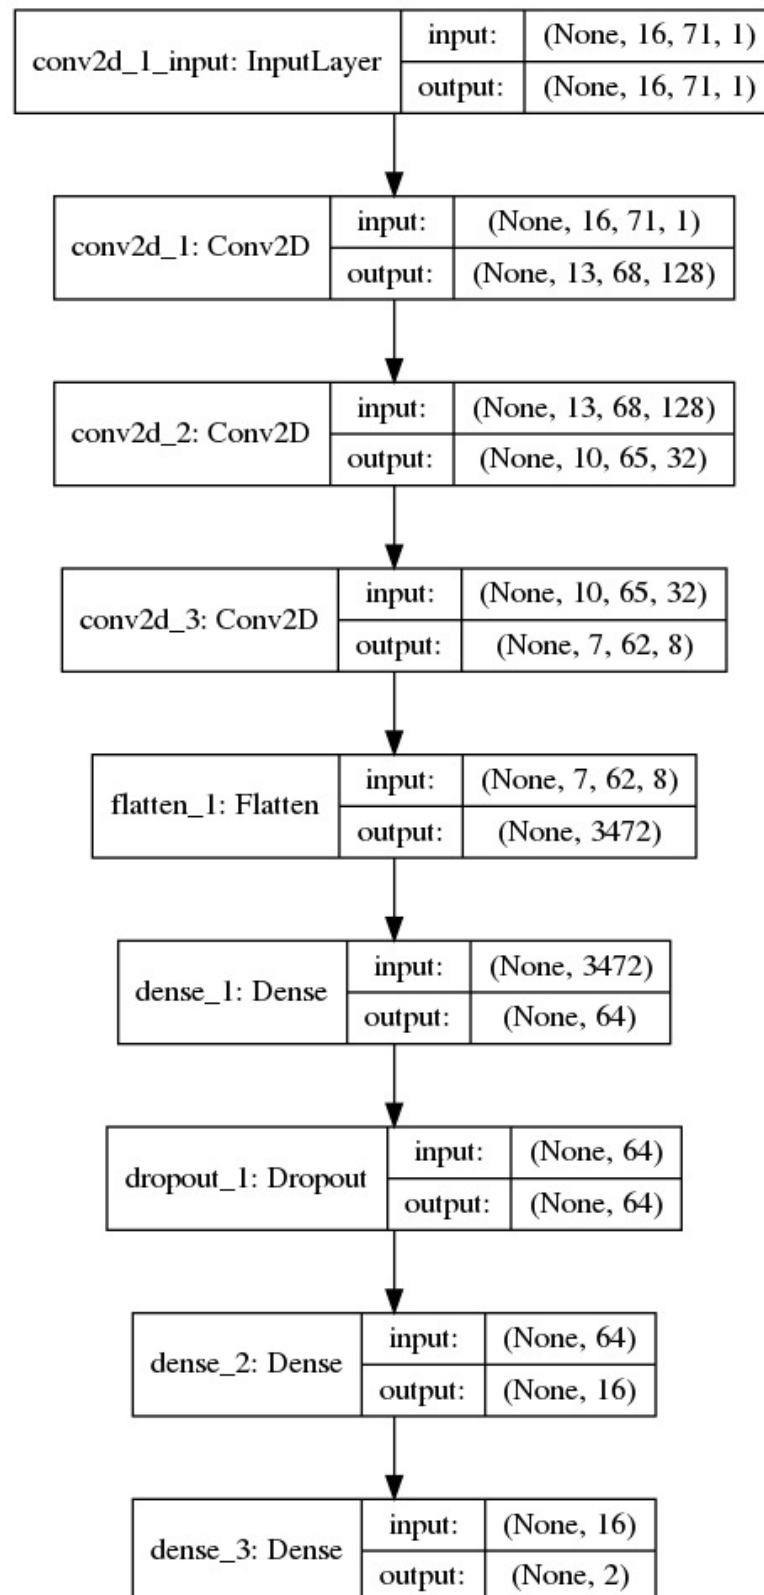 conv2d_1_input: InputLayer
input: (None, 16, 71, 1)
output: (None, 16, 71, 1)
conv2d_1: Conv2D
input: (None, 16, 71, 1)
output: (None, 13, 68, 128)
conv2d_2: Conv2D
input: (None, 13, 68, 128)
output: (None, 10, 65, 32)
conv2d_3: Conv2D
input: (None, 10, 65, 32)
output: (None, 7, 62, 8)
flatten_1: Flatten
input: (None, 7, 62, 8)
output: (None, 3472)
dense_1: Dense
input: (None, 3472)
output: (None, 64)
dropout_1: Dropout
input: (None, 64)
output: (None, 64)
dense_2: Dense
input: (None, 64)
output: (None, 16)
dense_3: Dense
input: (None, 16)
output: (None, 2)